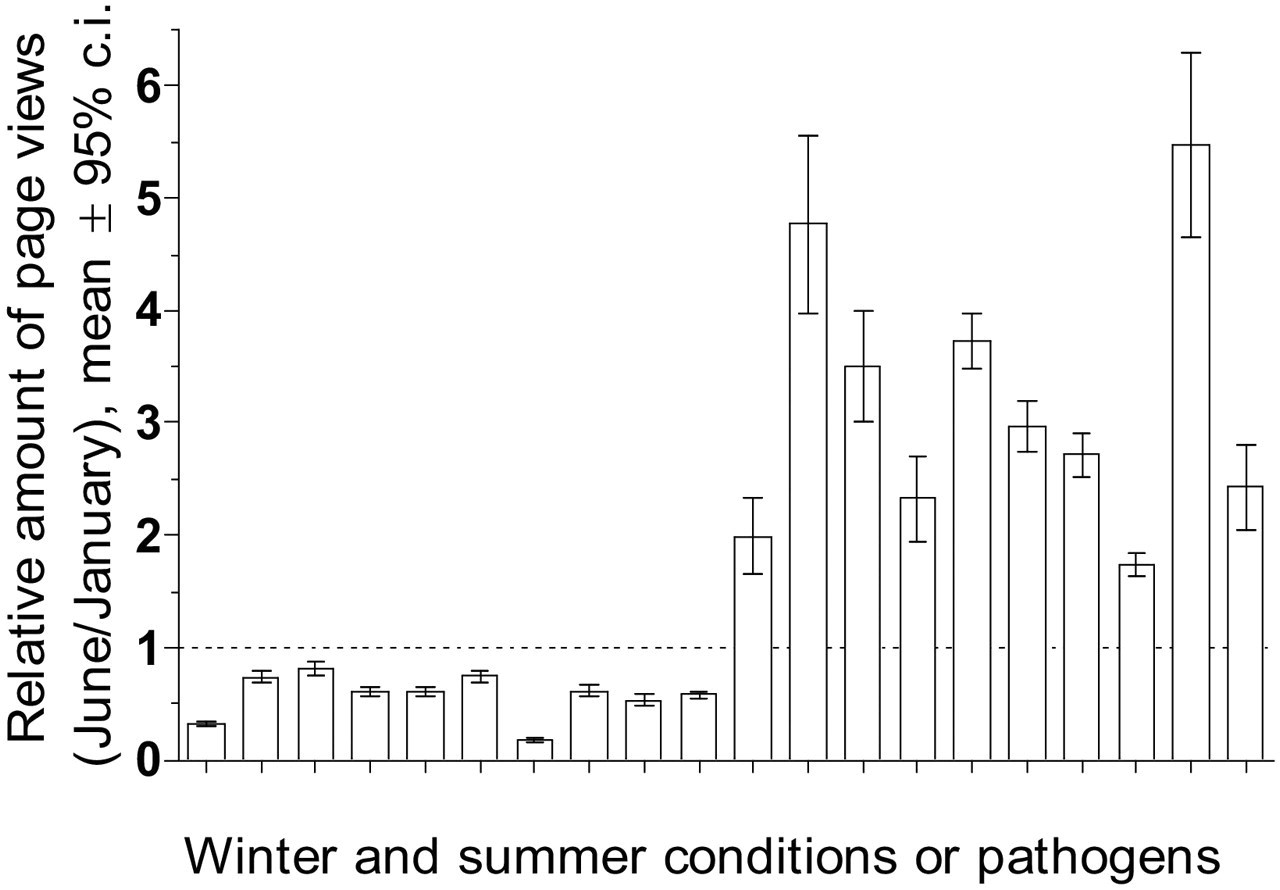 Relative amount of page views
(June/January), mean ± 95% c.i.
6
5
4
3
2
1
0
Winter and summer conditions or pathogens